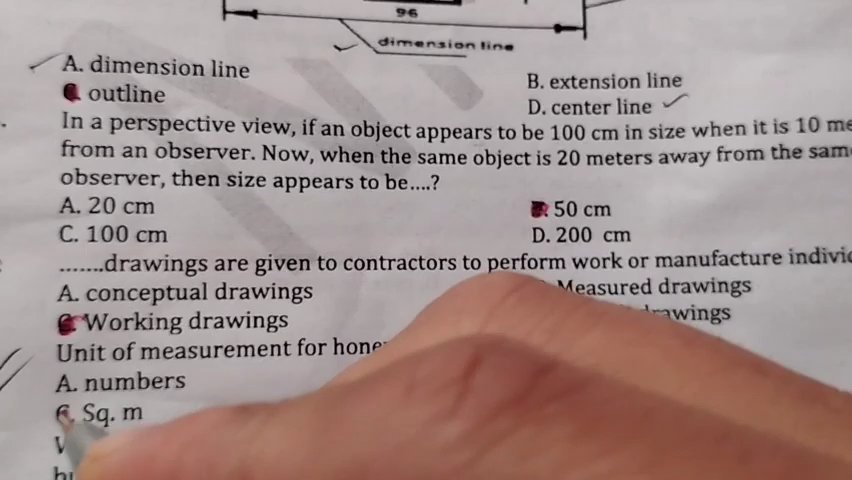 96
dimension line
A. dimension line
B. extension line
outline
D. center line
In a perspective view, if an object appears to be 100 cm in size when it is 10 me
from an observer. Now, when the same object is 20 meters away from the sam
observer, then size appears to be....?
A. 20 cm
50 cm
C. 100 cm
D. 200 cm
.......drawings are given to contractors to perform work or manufacture indivi
A. conceptual drawings
Measured drawings
C. Working drawings
drawings
Unit of measurement for hone
A. numbers
C. Sq. m